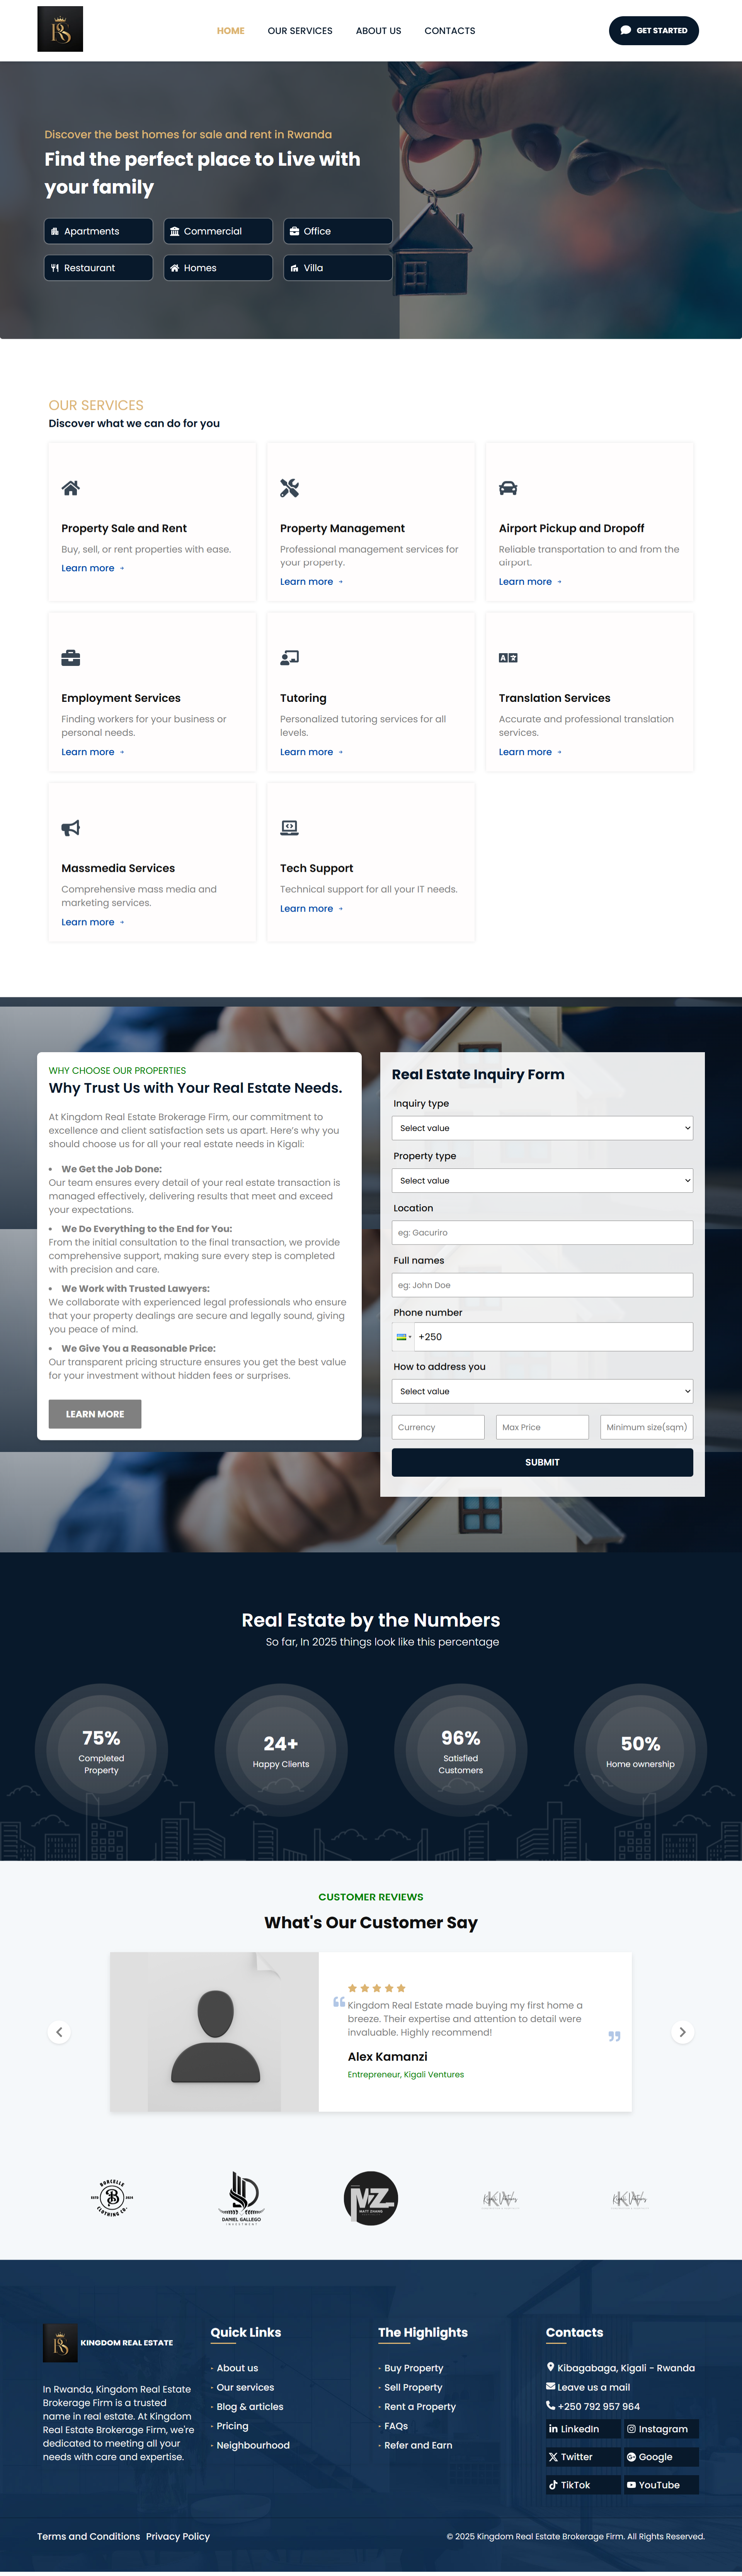 RS
HOME OUR SERVICES ABOUT US CONTACTS
GET STARTED
Discover the best homes for sale and rent in Rwanda
Find the perfect place to Live with
your family
Apartments Commercial Office
Restaurant Homes Villa
OUR SERVICES
Discover what we can do for you
Property Sale and Rent
Buy, sell, or rent properties with ease.
Learn more
Property Management
Professional management services for
your property.
Learn more
Airport Pickup and Dropoff
Reliable transportation to and from the
airport.
Learn more
Employment Services
Finding workers for your business or
personal needs.
Learn more
Tutoring
Personalized tutoring services for all
levels.
Learn more
Translation Services
Accurate and professional translation
services.
Learn more
Massmedia Services
Comprehensive mass media and
marketing services.
Learn more
Tech Support
Technical support for all your IT needs.
Learn more
WHY CHOOSE OUR PROPERTIES
Why Trust Us with Your Real Estate Needs.
At Kingdom Real Estate Brokerage Firm, our commitment to
excellence and client satisfaction sets us apart. Here's why you
should choose us for all your real estate needs in Kigali:
• We Get the Job Done:
Our team ensures every detail of your real estate transaction is
managed effectively, delivering results that meet and exceed
your expectations.
• We Do Everything to the End for You:
From the initial consultation to the final transaction, we provide
comprehensive support, making sure every step is completed
with precision and care.
• We Work with Trusted Lawyers:
We collaborate with experienced legal professionals who ensure
that your property dealings are secure and legally sound, giving
you peace of mind.
• We Give You a Reasonable Price:
Our transparent pricing structure ensures you get the best value
for your investment without hidden fees or surprises.
LEARN MORE
Real Estate Inquiry Form
Inquiry type
Select value
Property type
Select value
Location
eg: Gacuriro
Full names
eg: John Doe
Phone number
+250
How to address you
Select value
Currency Max Price Minimum size(sqm)
SUBMIT
Real Estate by the Numbers
So far, In 2025 things look like this percentage
75%
Completed
Property
24+
Happy Clients
96%
Satisfied
Customers
50%
Home ownership
CUSTOMER REVIEWS
What's Our Customer Say
Kingdom Real Estate made buying my first home a
breeze. Their expertise and attention to detail were
invaluable. Highly recommend!
Alex Kamanzi
Entrepreneur, Kigali Ventures
BORCELLE
CLOTHING CO.
DANIEL GALLEGO
INVESTMENT
MZ
MATT ZHANG
RS
KINGDOM REAL ESTATE
In Rwanda, Kingdom Real Estate
Brokerage Firm is a trusted
name in real estate. At Kingdom
Real Estate Brokerage Firm, we're
dedicated to meeting all your
needs with care and expertise.
Quick Links
- About us
- Our services
- Blog & articles
- Pricing
- Neighbourhood
The Highlights
- Buy Property
- Sell Property
- Rent a Property
- FAQs
- Refer and Earn
Contacts
Kibagabaga, Kigali - Rwanda
Leave us a mail
+250 792 957 964
LinkedIn Instagram
Twitter Google
TikTok YouTube
Terms and Conditions Privacy Policy
© 2025 Kingdom Real Estate Brokerage Firm. All Rights Reserved.